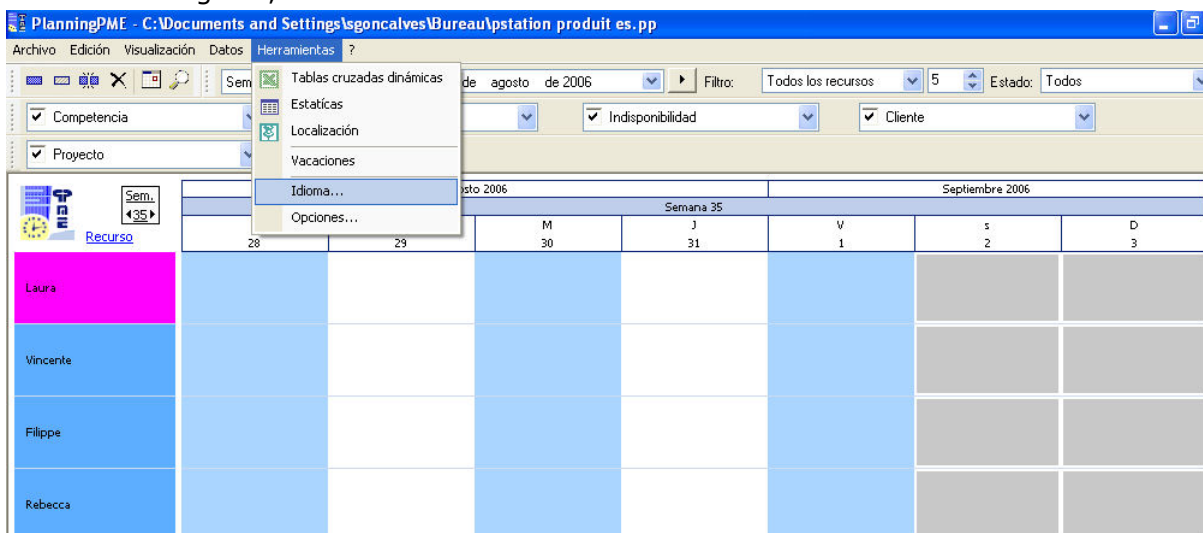 PlanningPME - C:\Documents and Settings\sgoncalves\Bureau\pstation produit es.pp
Archivo Edición Visualización Datos Herramientas ?
Sem de agosto de 2006 Filtro: Todos los recursos 5 Estado: Todos
Tablas cruzadas dinámicas
Estatícas
Localización
Vacaciones
Idioma...
Opciones...
Competencia Indisponibilidad Cliente
Proyecto
Sem.
35
Recurso
sto 2006 Septiembre 2006
Semana 35
M J V s D
28 29 30 31 1 2 3
Laura
Vincente
Filippe
Rebecca